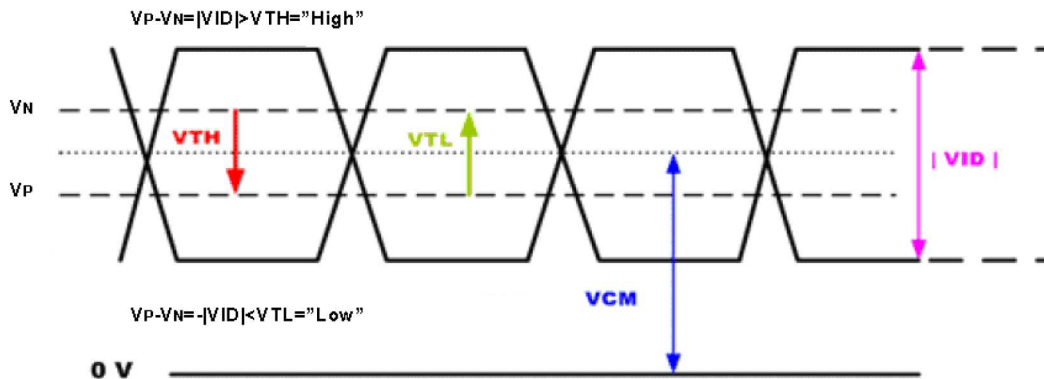 VP-VN=|VID|>VTH="High"
VN
VTH
VTL
| VID |
VP
VCM
VP-VN=-|VID|<VTL="Low"
0 V